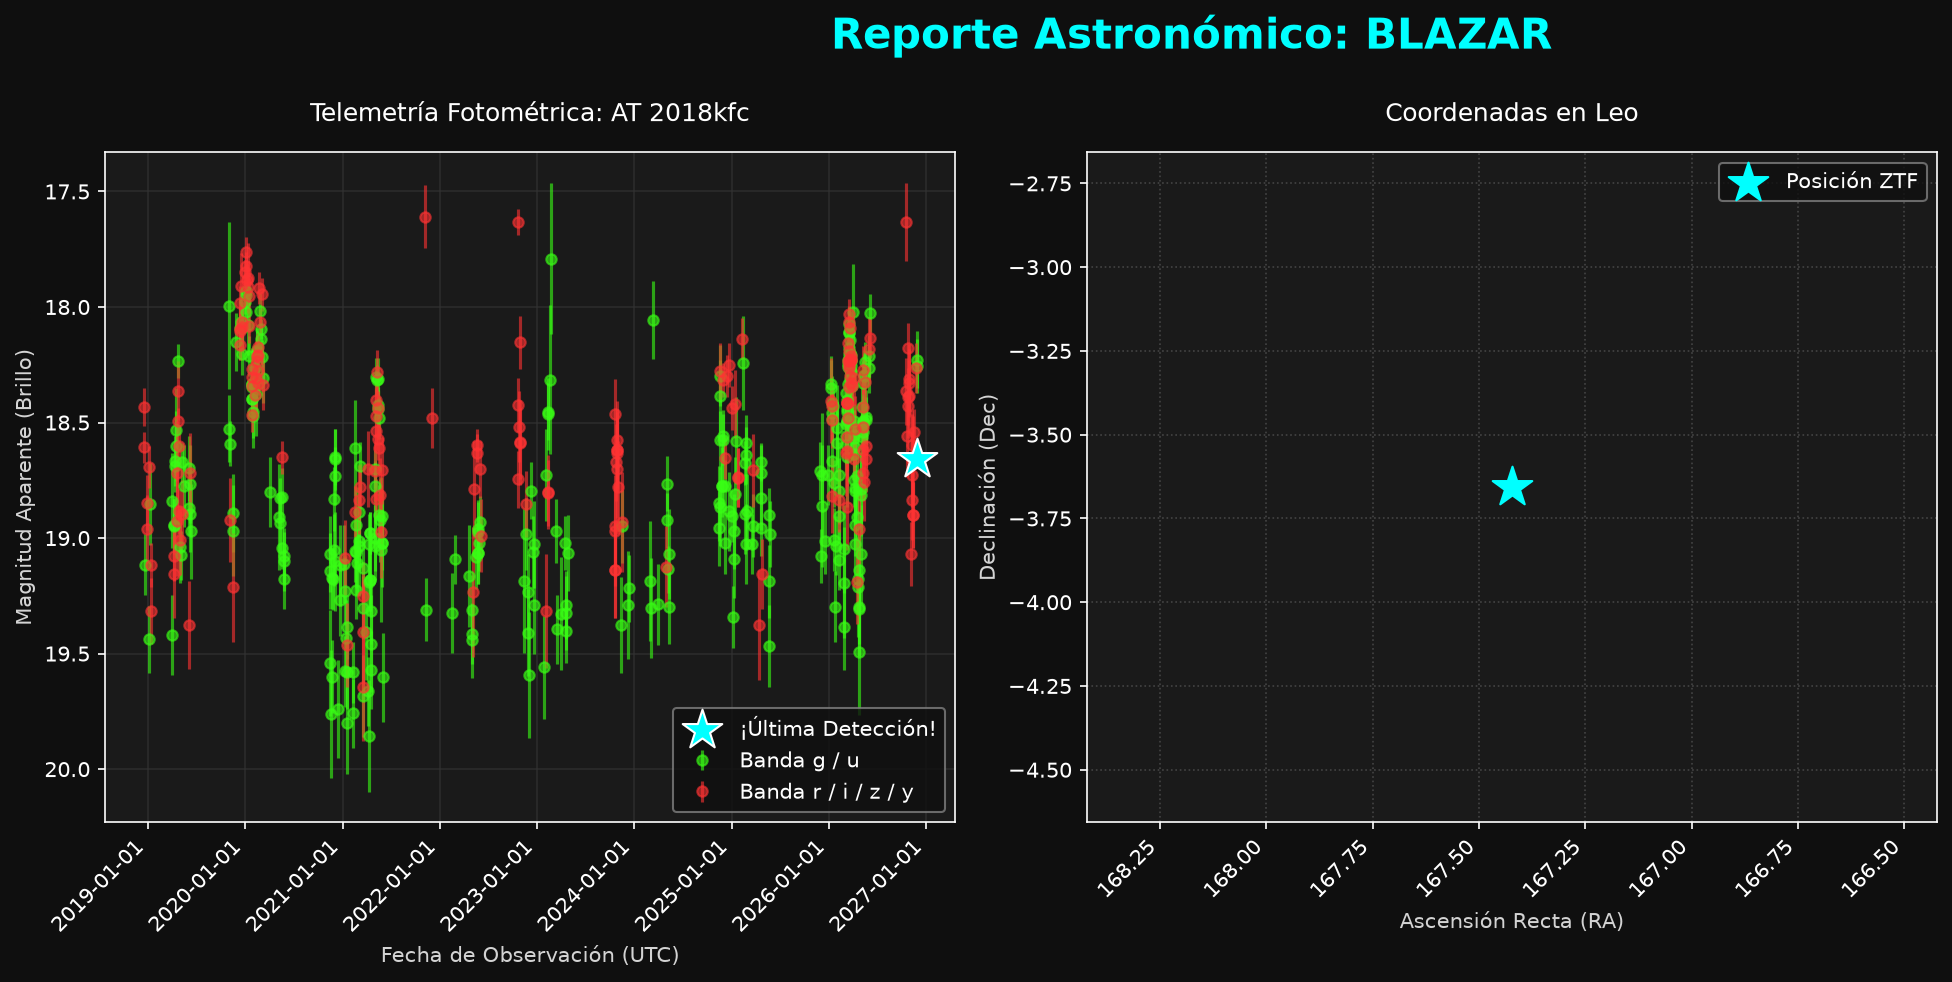 Reporte Astronómico: BLAZAR
Telemetría Fotométrica: AT 2018kfc
Magnitud Aparente (Brillo)
17.5
18.0
18.5
19.0
19.5
20.0
¡Última Detección!
Banda g / u
Banda r / i / z / y
2019-01-01
2020-01-01
2021-01-01
2022-01-01
2023-01-01
2024-01-01
2025-01-01
2026-01-01
2027-01-01
Fecha de Observación (UTC)
Coordenadas en Leo
Posición ZTF
Declinación (Dec)
−2.75
−3.00
−3.25
−3.50
−3.75
−4.00
−4.25
−4.50
168.25
168.00
167.75
167.50
167.25
167.00
166.75
166.50
Ascensión Recta (RA)